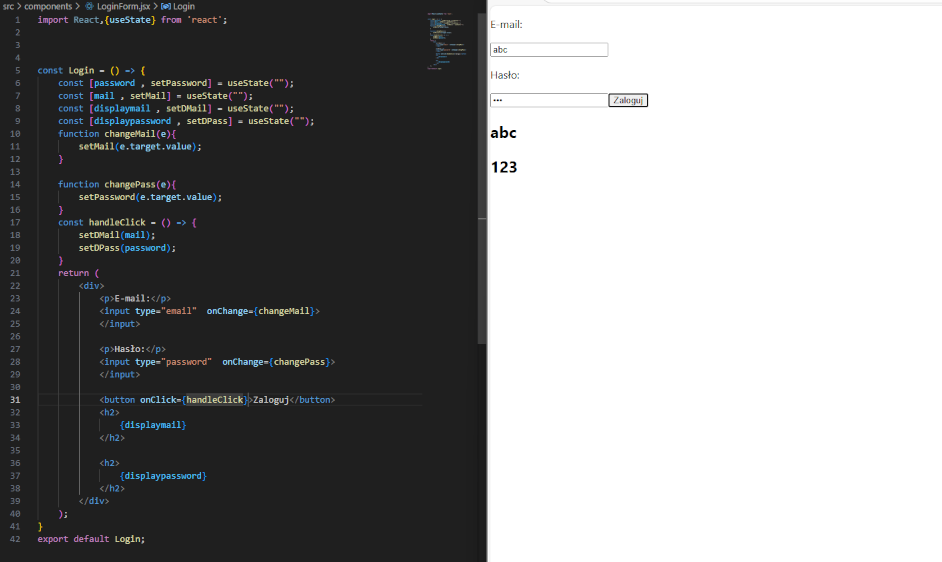 src > components > LoginForm.jsx > Login
1 import React,{useState} from 'react';
2
3
4
5 const Login = () => {
6 const [password , setPassword] = useState("");
7 const [mail , setMail] = useState("");
8 const [displaymail , setDMail] = useState("");
9 const [displaypassword , setDPass] = useState("");
10 function changeMail(e){
11 setMail(e.target.value);
12 }
13
14 function changePass(e){
15 setPassword(e.target.value);
16 }
17 const handleClick = () => {
18 setDMail(mail);
19 setDPass(password);
20 }
21 return (
22 <div>
23 <p>E-mail:</p>
24 <input type="email"  onChange={changeMail}>
25 </input>
26
27 <p>Hasło:</p>
28 <input type="password"  onChange={changePass}>
29 </input>
30
31 <button onClick={handleClick}>Zaloguj</button>
32 <h2>
33 {displaymail}
34 </h2>
35
36 <h2>
37 {displaypassword}
38 </h2>
39 </div>
40 );
41 }
42 export default Login;
E-mail:
abc
Hasło:
••• Zaloguj
abc
123